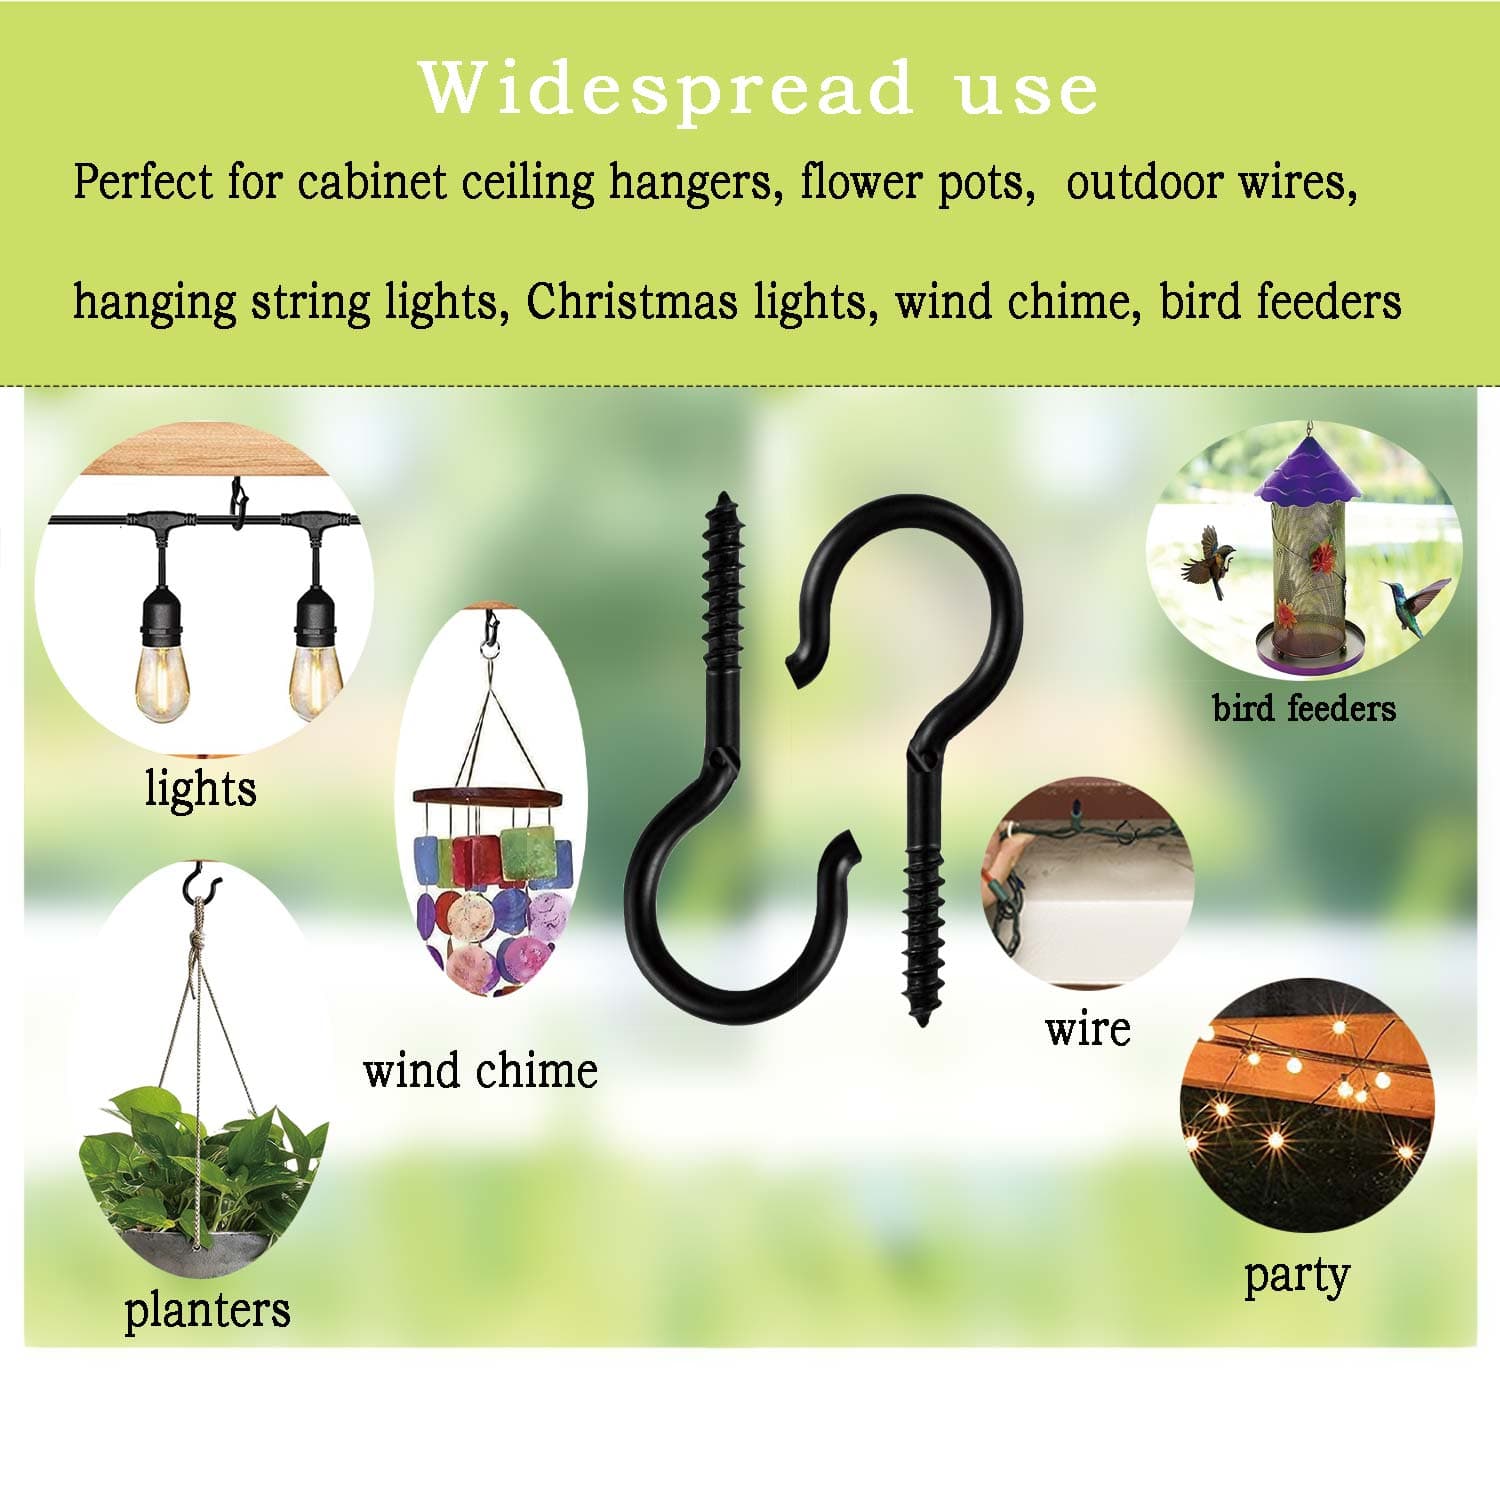 Widespread use
Perfect for cabinet ceiling hangers, flower pots, outdoor wires,
hanging string lights, Christmas lights, wind chime, bird feeders
lights
bird feeders
wind chime
wire
planters
party